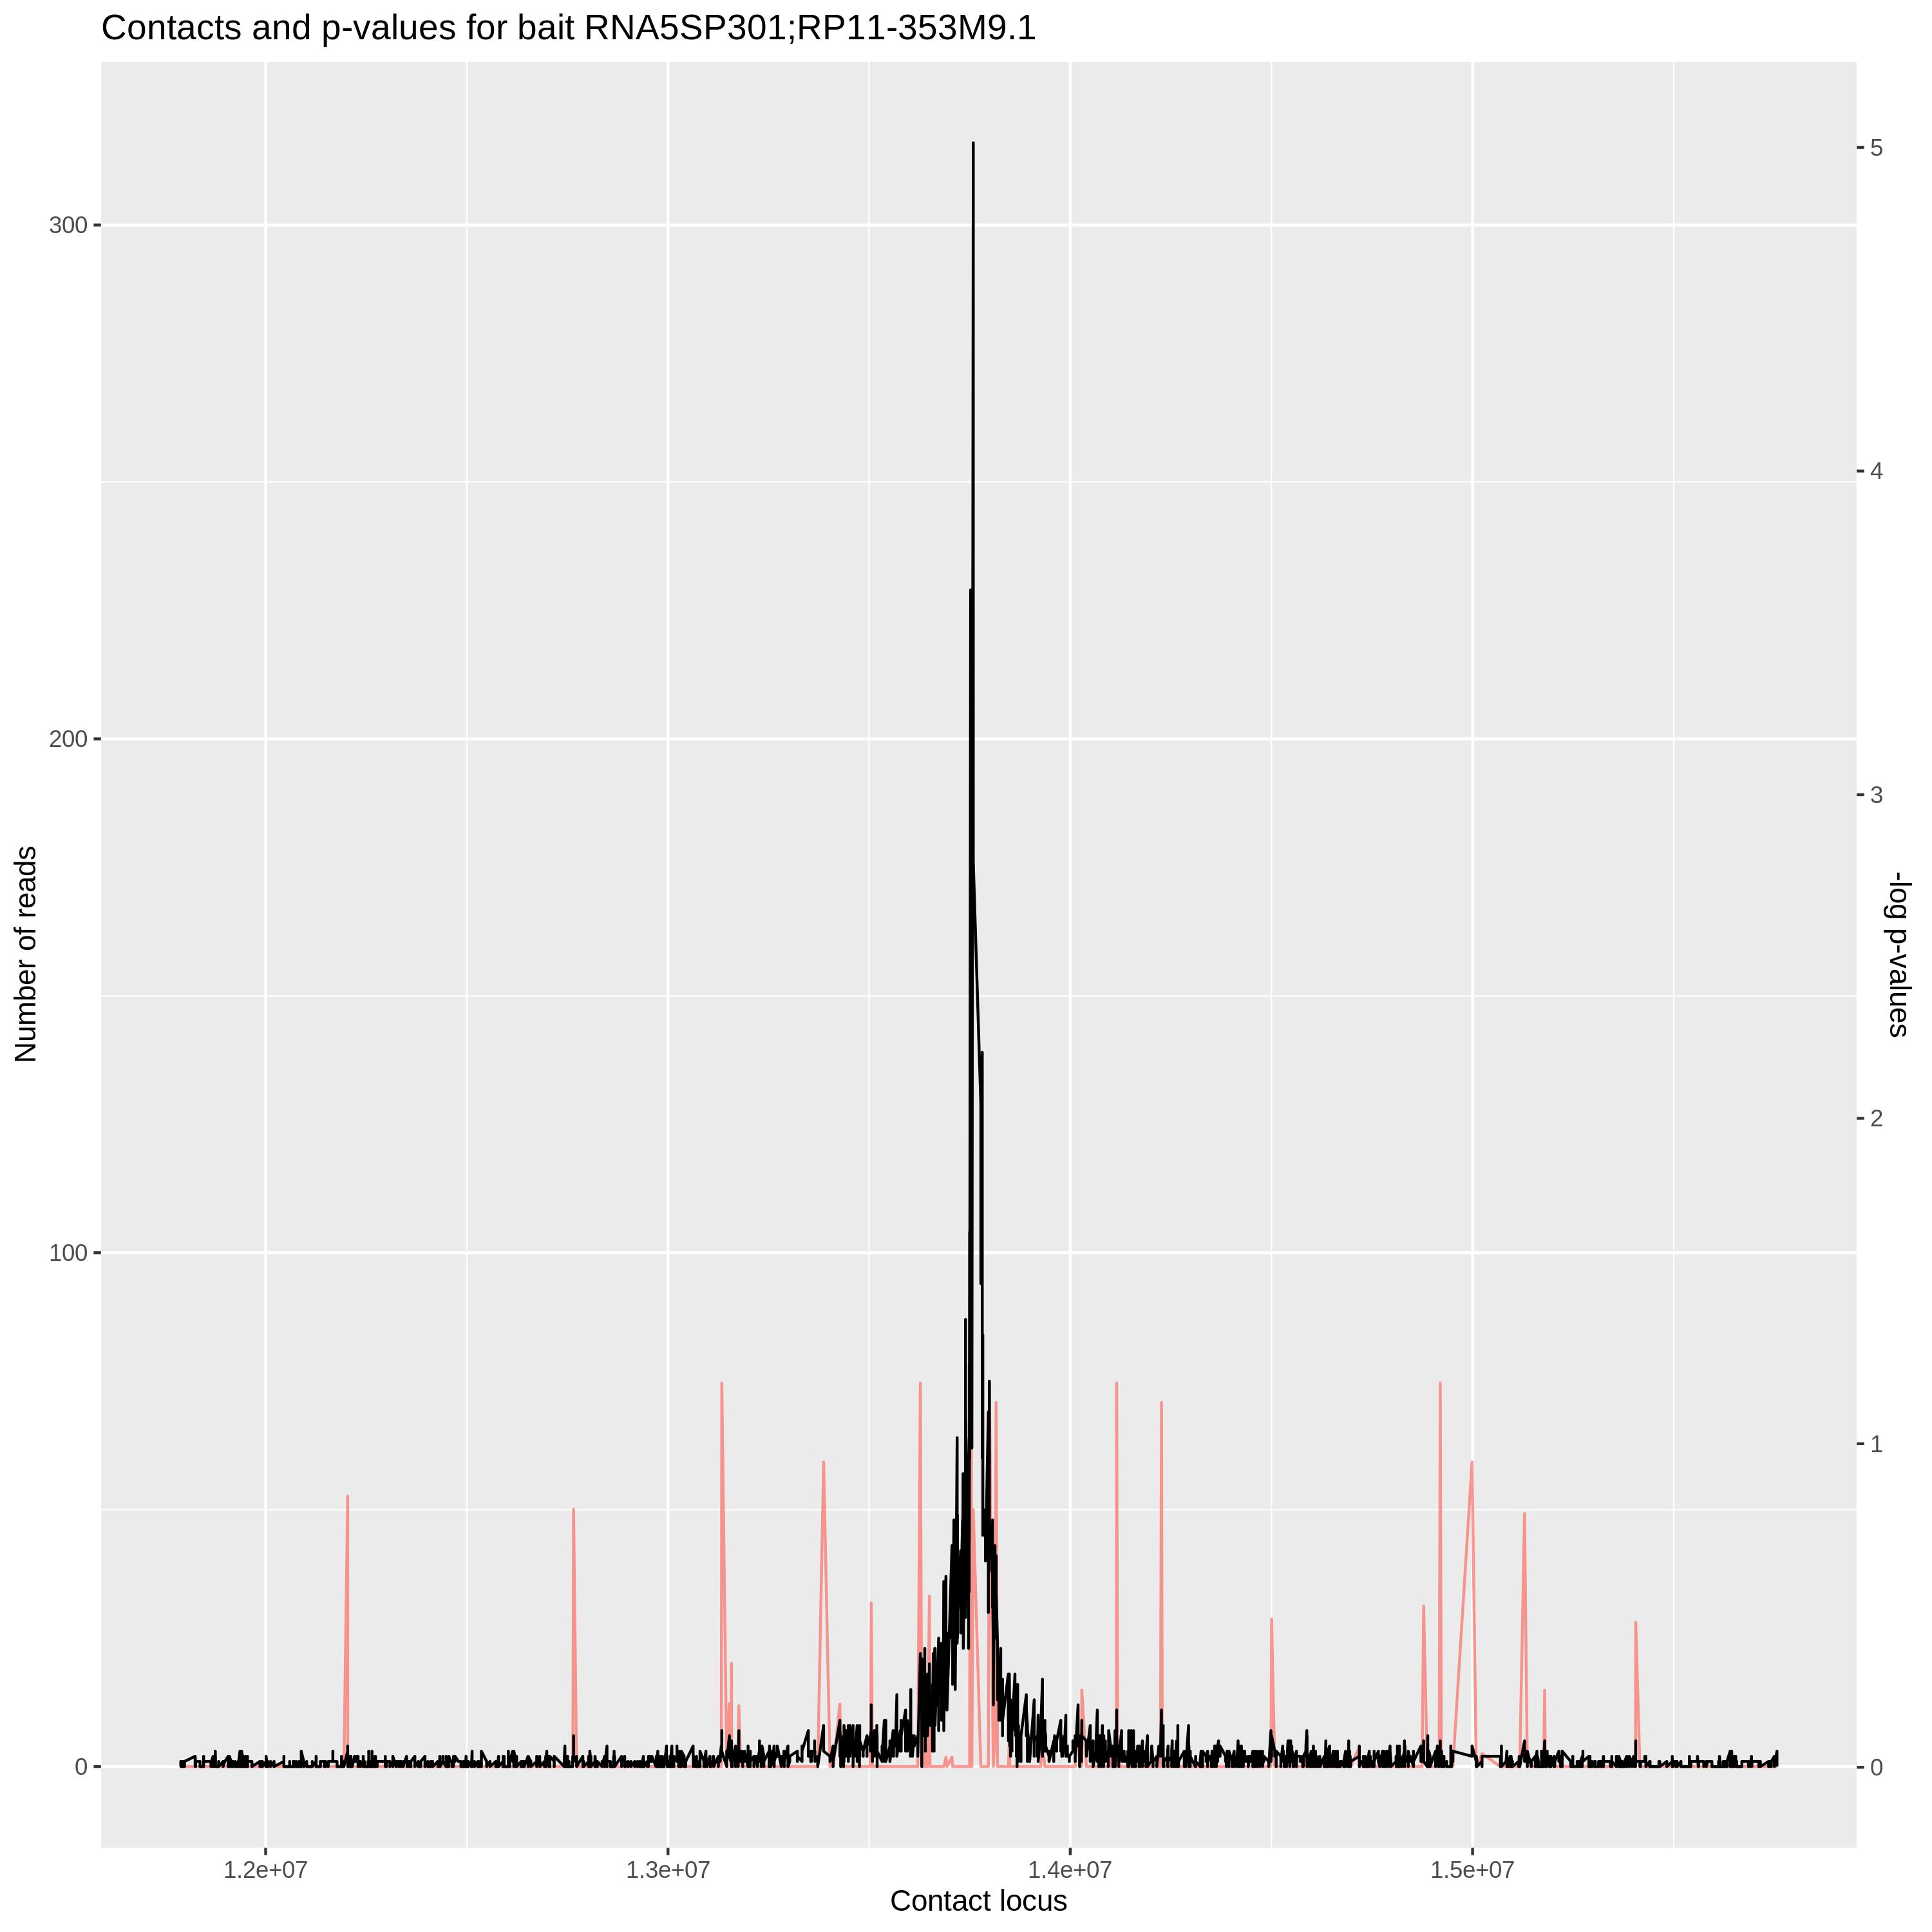 Contacts and p-values for bait RNA5SP301;RP11-353M9.1
300
200
100
0
Number of reads
5
4
3
2
1
0
-log p-values
1.2e+07
1.3e+07
1.4e+07
1.5e+07
Contact locus